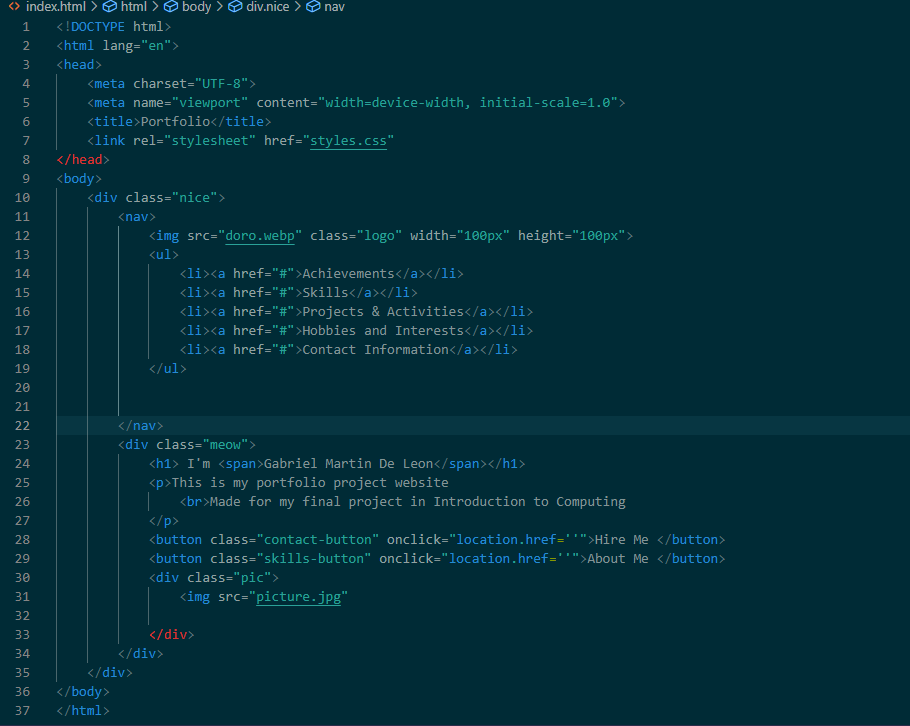 index.html > html > body > div.nice > nav
1 <!DOCTYPE html>
2 <html lang="en">
3 <head>
4 <meta charset="UTF-8">
5 <meta name="viewport" content="width=device-width, initial-scale=1.0">
6 <title>Portfolio</title>
7 <link rel="stylesheet" href="styles.css"
8 </head>
9 <body>
10 <div class="nice">
11 <nav>
12 <img src="doro.webp" class="logo" width="100px" height="100px">
13 <ul>
14 <li><a href="#">Achievements</a></li>
15 <li><a href="#">Skills</a></li>
16 <li><a href="#">Projects & Activities</a></li>
17 <li><a href="#">Hobbies and Interests</a></li>
18 <li><a href="#">Contact Information</a></li>
19 </ul>
20
21
22 </nav>
23 <div class="meow">
24 <h1> I'm <span>Gabriel Martin De Leon</span></h1>
25 <p>This is my portfolio project website
26 <br>Made for my final project in Introduction to Computing
27 </p>
28 <button class="contact-button" onclick="location.href=''">Hire Me </button>
29 <button class="skills-button" onclick="location.href=''">About Me </button>
30 <div class="pic">
31 <img src="picture.jpg"
32
33 </div>
34 </div>
35 </div>
36 </body>
37 </html>